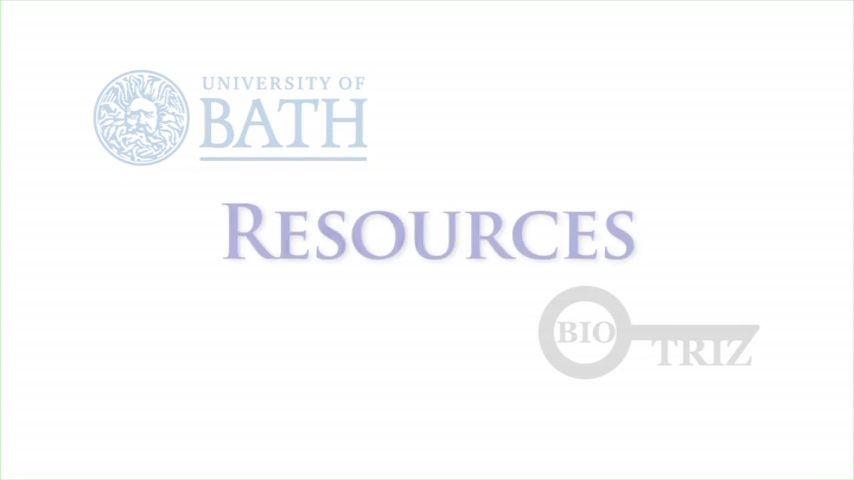 UNIVERSITY OF
BATH
RESOURCES
BIO
TRIZ